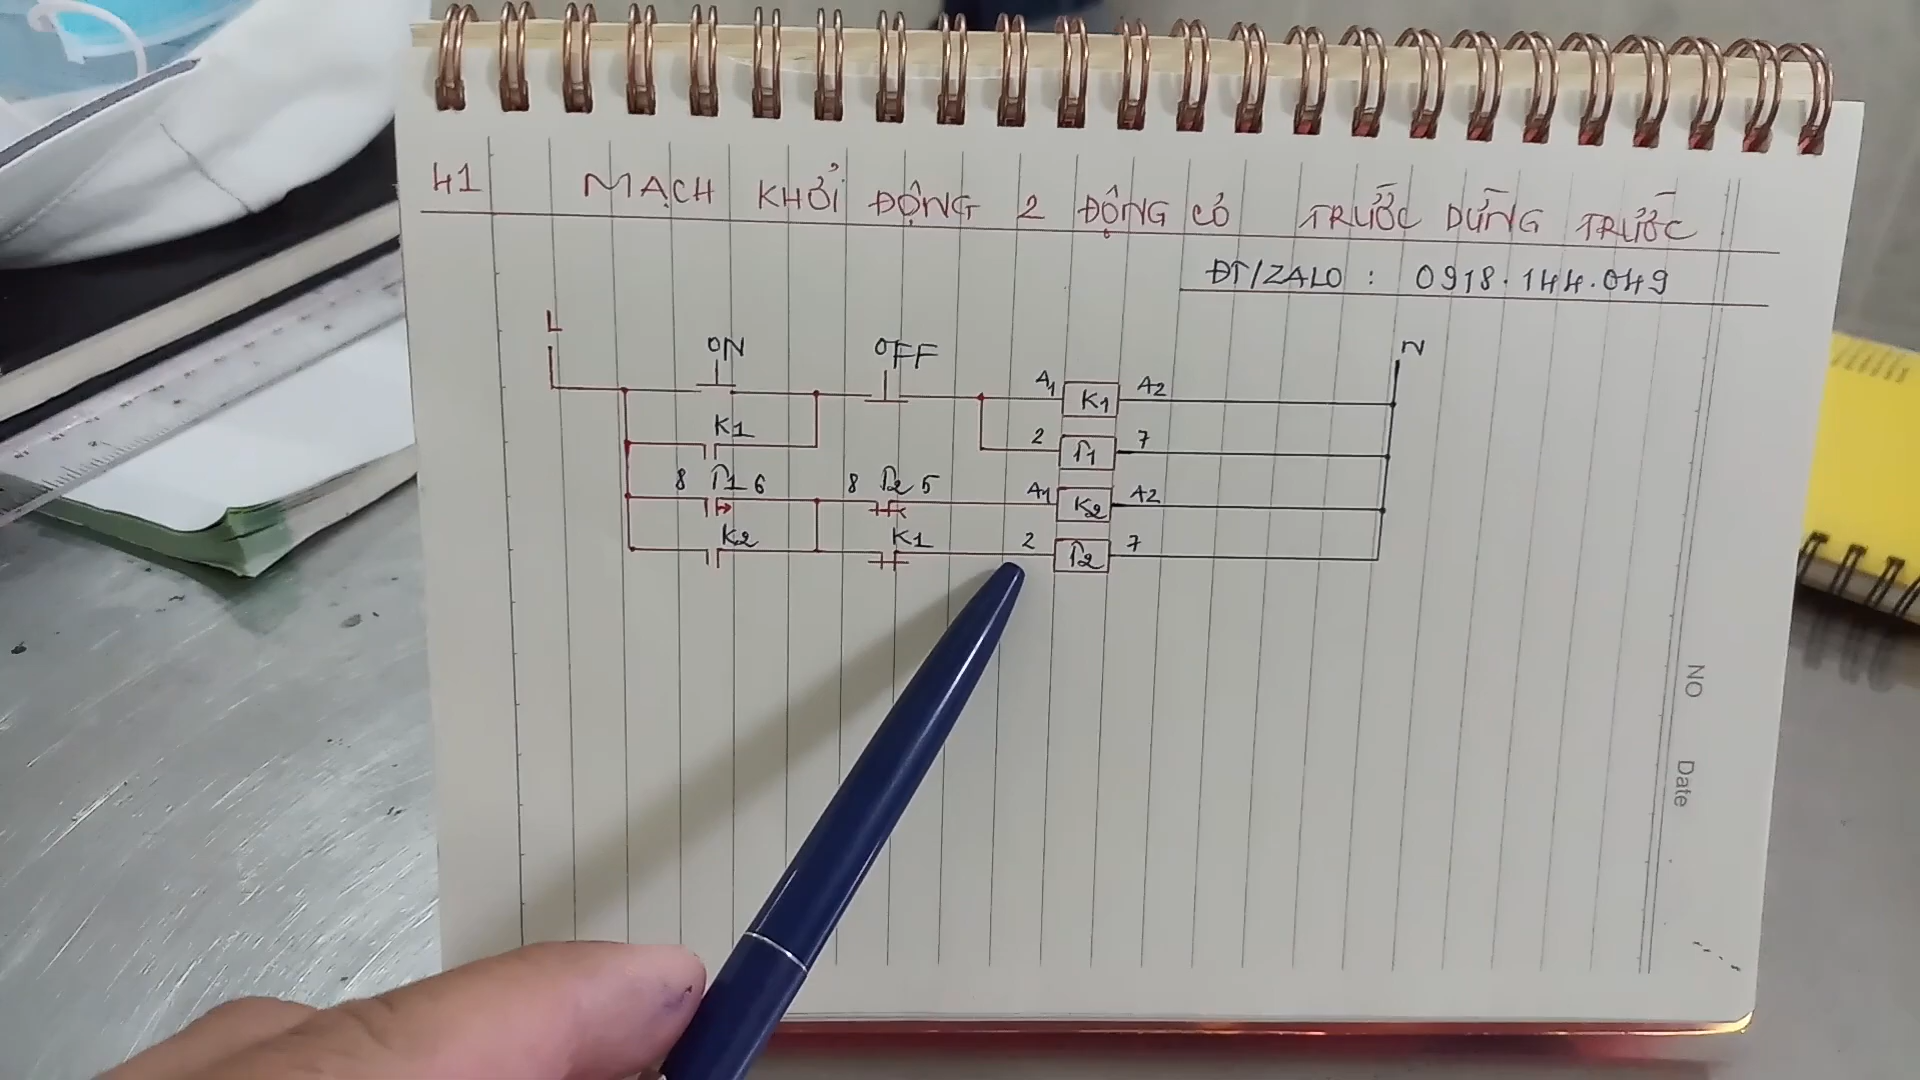 41 MẠCH KHỞI ĐỘNG 2 ĐỘNG CƠ TRƯỚC DỪNG TRƯỚC
ĐT/ZALO : 0918.144.049
L ON OFF N
A1 K1 A2
K1 2 T1 7
8 T1 6 8 T2 5 A1 K2 A2
K2 K1 2 T2 7
NO
Date